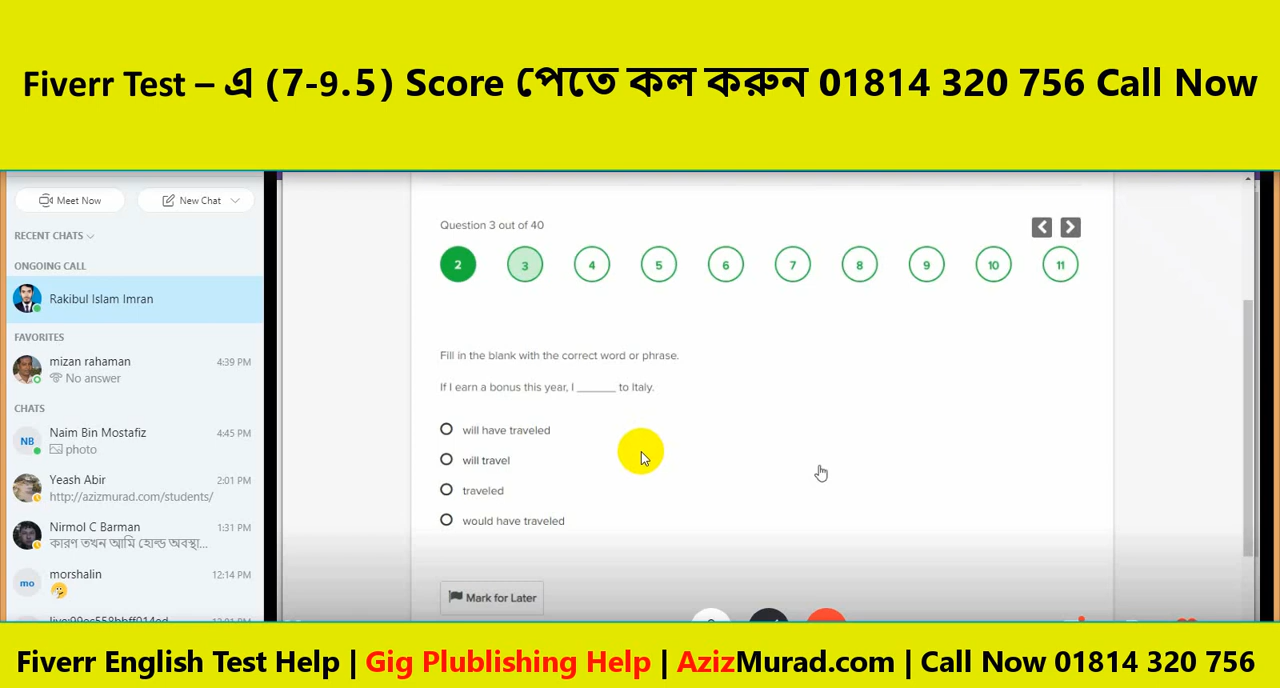 Fiverr Test – এ (7-9.5) Score পেতে কল করুন 01814 320 756 Call Now
Meet Now
New Chat
RECENT CHATS
ONGOING CALL
Rakibul Islam Imran
FAVORITES
mizan rahaman 4:39 PM
No answer
CHATS
NB
Naim Bin Mostafiz 4:45 PM
photo
Yeash Abir 2:01 PM
http://azizmurad.com/students/
Nirmol C Barman 1:31 PM
কারণ তখন আমি হোল্ড অবস্থা...
mo
morshalin 12:14 PM
Question 3 out of 40
2 3 4 5 6 7 8 9 10 11
Fill in the blank with the correct word or phrase.
If I earn a bonus this year, I ______ to Italy.
will have traveled
will travel
traveled
would have traveled
Mark for Later
Fiverr English Test Help | Gig Plublishing Help | AzizMurad.com | Call Now 01814 320 756